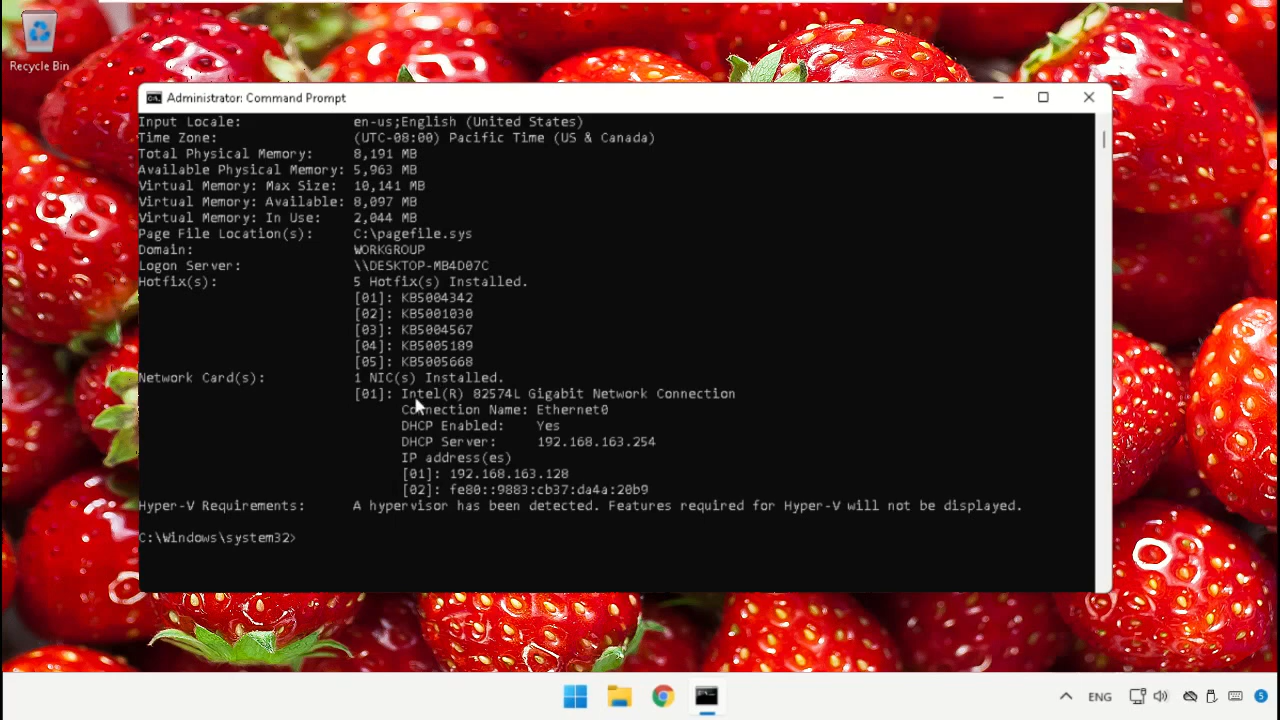 Recycle Bin
Administrator: Command Prompt
Input Locale: en-us;English (United States)
Time Zone: (UTC-08:00) Pacific Time (US & Canada)
Total Physical Memory: 8,191 MB
Available Physical Memory: 5,963 MB
Virtual Memory: Max Size: 10,141 MB
Virtual Memory: Available: 8,097 MB
Virtual Memory: In Use: 2,044 MB
Page File Location(s): C:\pagefile.sys
Domain: WORKGROUP
Logon Server: \\DESKTOP-MB4D07C
Hotfix(s): 5 Hotfix(s) Installed.
[01]: KB5004342
[02]: KB5001030
[03]: KB5004567
[04]: KB5005189
[05]: KB5005668
Network Card(s): 1 NIC(s) Installed.
[01]: Intel(R) 82574L Gigabit Network Connection
Connection Name: Ethernet0
DHCP Enabled: Yes
DHCP Server: 192.168.163.254
IP address(es)
[01]: 192.168.163.128
[02]: fe80::9883:cb37:da4a:20b9
Hyper-V Requirements: A hypervisor has been detected. Features required for Hyper-V will not be displayed.
C:\Windows\system32>
ENG
5